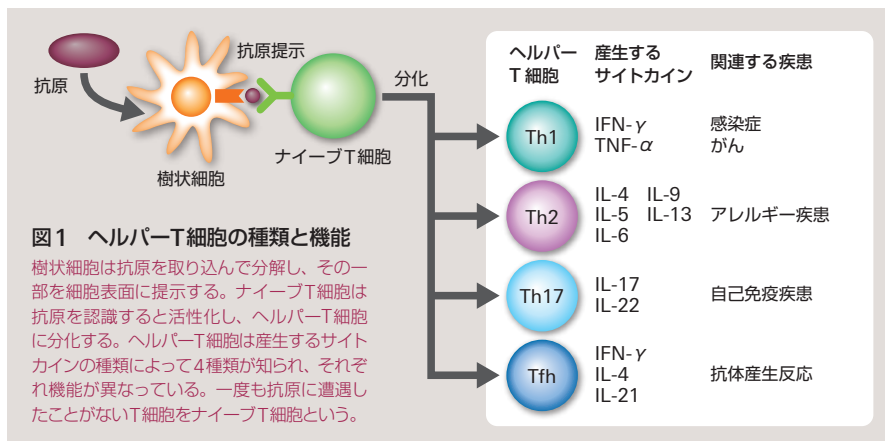 抗原
抗原提示
樹状細胞
ナイーブT細胞
分化
図1　ヘルパーT細胞の種類と機能
樹状細胞は抗原を取り込んで分解し、その一
部を細胞表面に提示する。ナイーブT細胞は
抗原を認識すると活性化し、ヘルパーT細胞
に分化する。ヘルパーT細胞は産生するサイト
カインの種類によって4種類が知られ、それぞ
れ機能が異なっている。一度も抗原に遭遇し
たことがないT細胞をナイーブT細胞という。
ヘルパー
T 細胞
産生する
サイトカイン
関連する疾患
Th1
IFN-γ
TNF-α
感染症
がん
Th2
IL-4 IL-9
IL-5 IL-13
IL-6
アレルギー疾患
Th17
IL-17
IL-22
自己免疫疾患
Tfh
IFN-γ
IL-4
IL-21
抗体産生反応